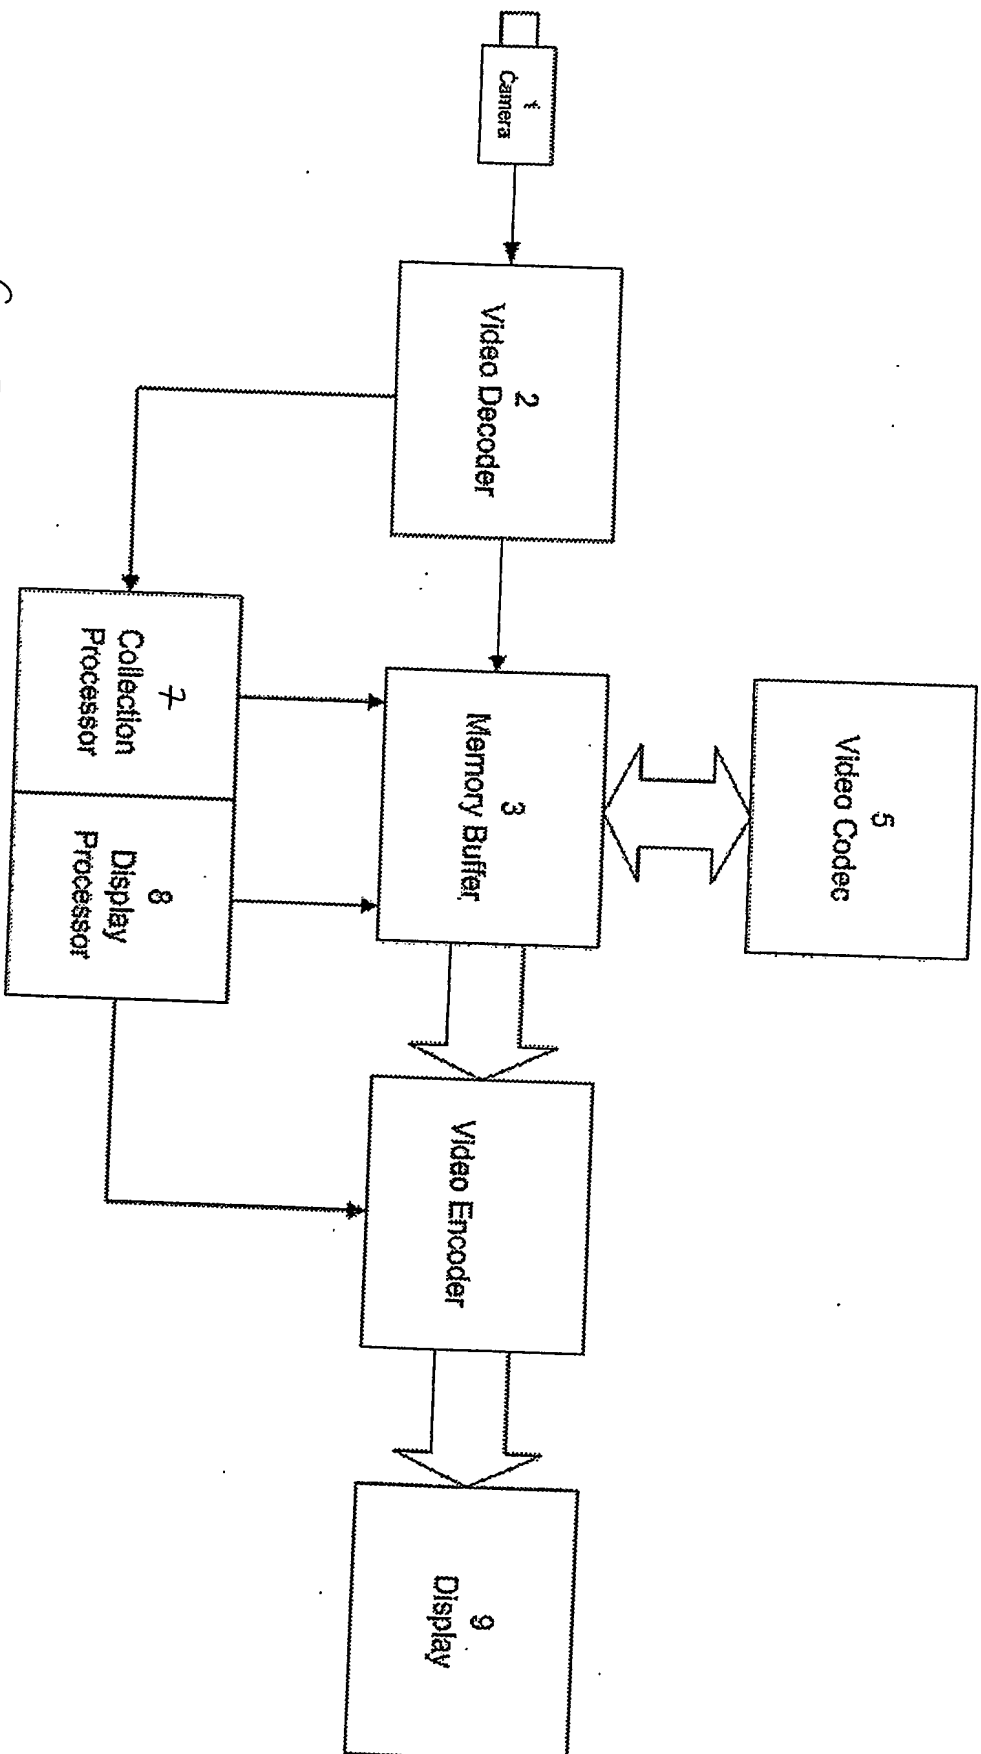 1
Camera
2
Video Decoder
5
Video Codec
3
Memory Buffer
7
Collection
Processor
8
Display
Processor
Video Encoder
9
Display